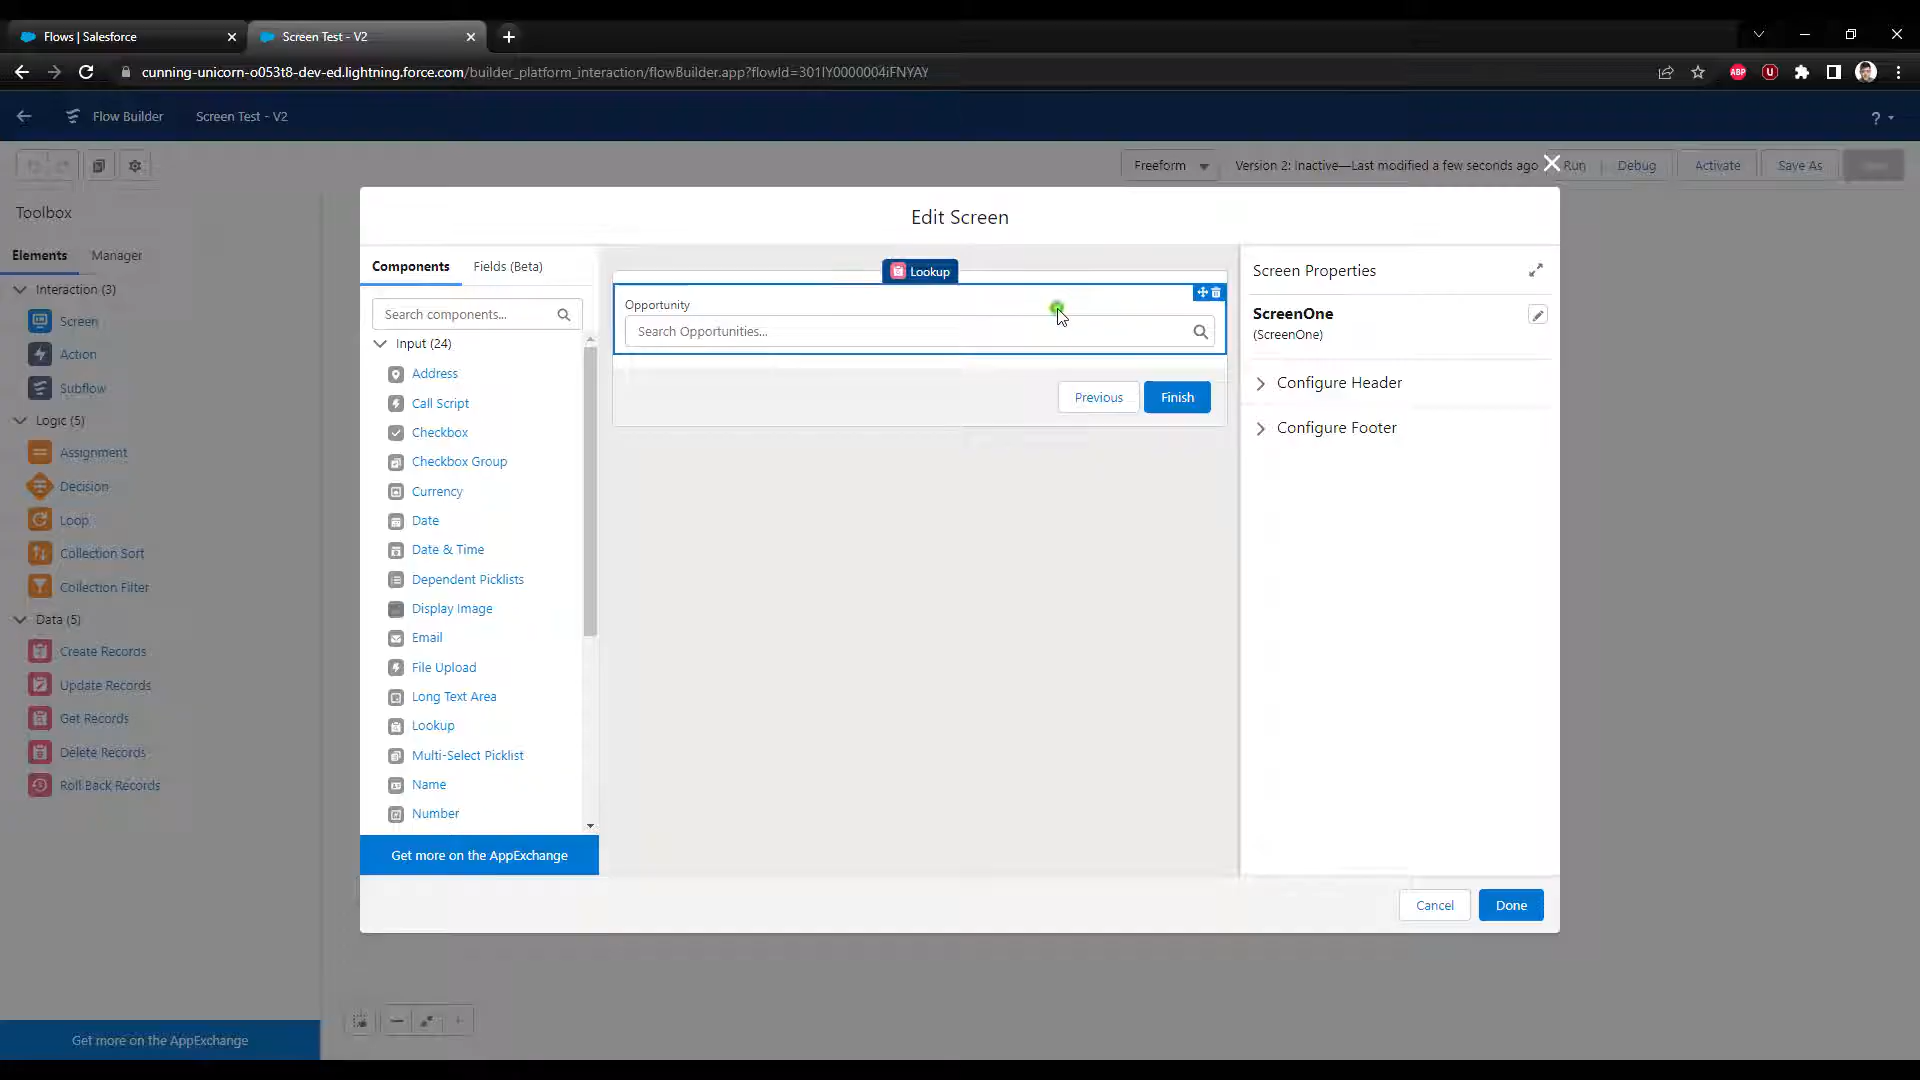 Flows | Salesforce
Screen Test - V2
cunning-unicorn-o053t8-dev-ed.lightning.force.com/builder_platform_interaction/flowBuilder.app?flowId=301IY0000004iFNYAY
ABP
U
Flow Builder
Screen Test - V2
?
Freeform
Version 2: Inactive—Last modified a few seconds ago
Run
Debug
Activate
Save As
Toolbox
Elements
Manager
Interaction (3)
Screen
Action
Subflow
Logic (5)
Assignment
Decision
Loop
Collection Sort
Collection Filter
Data (5)
Create Records
Update Records
Get Records
Delete Records
Roll Back Records
Get more on the AppExchange
Edit Screen
Components
Fields (Beta)
Search components...
Input (24)
Address
Call Script
Checkbox
Checkbox Group
Currency
Date
Date & Time
Dependent Picklists
Display Image
Email
File Upload
Long Text Area
Lookup
Multi-Select Picklist
Name
Number
Get more on the AppExchange
Lookup
Opportunity
Search Opportunities...
Previous
Finish
Screen Properties
ScreenOne
(ScreenOne)
Configure Header
Configure Footer
Cancel
Done